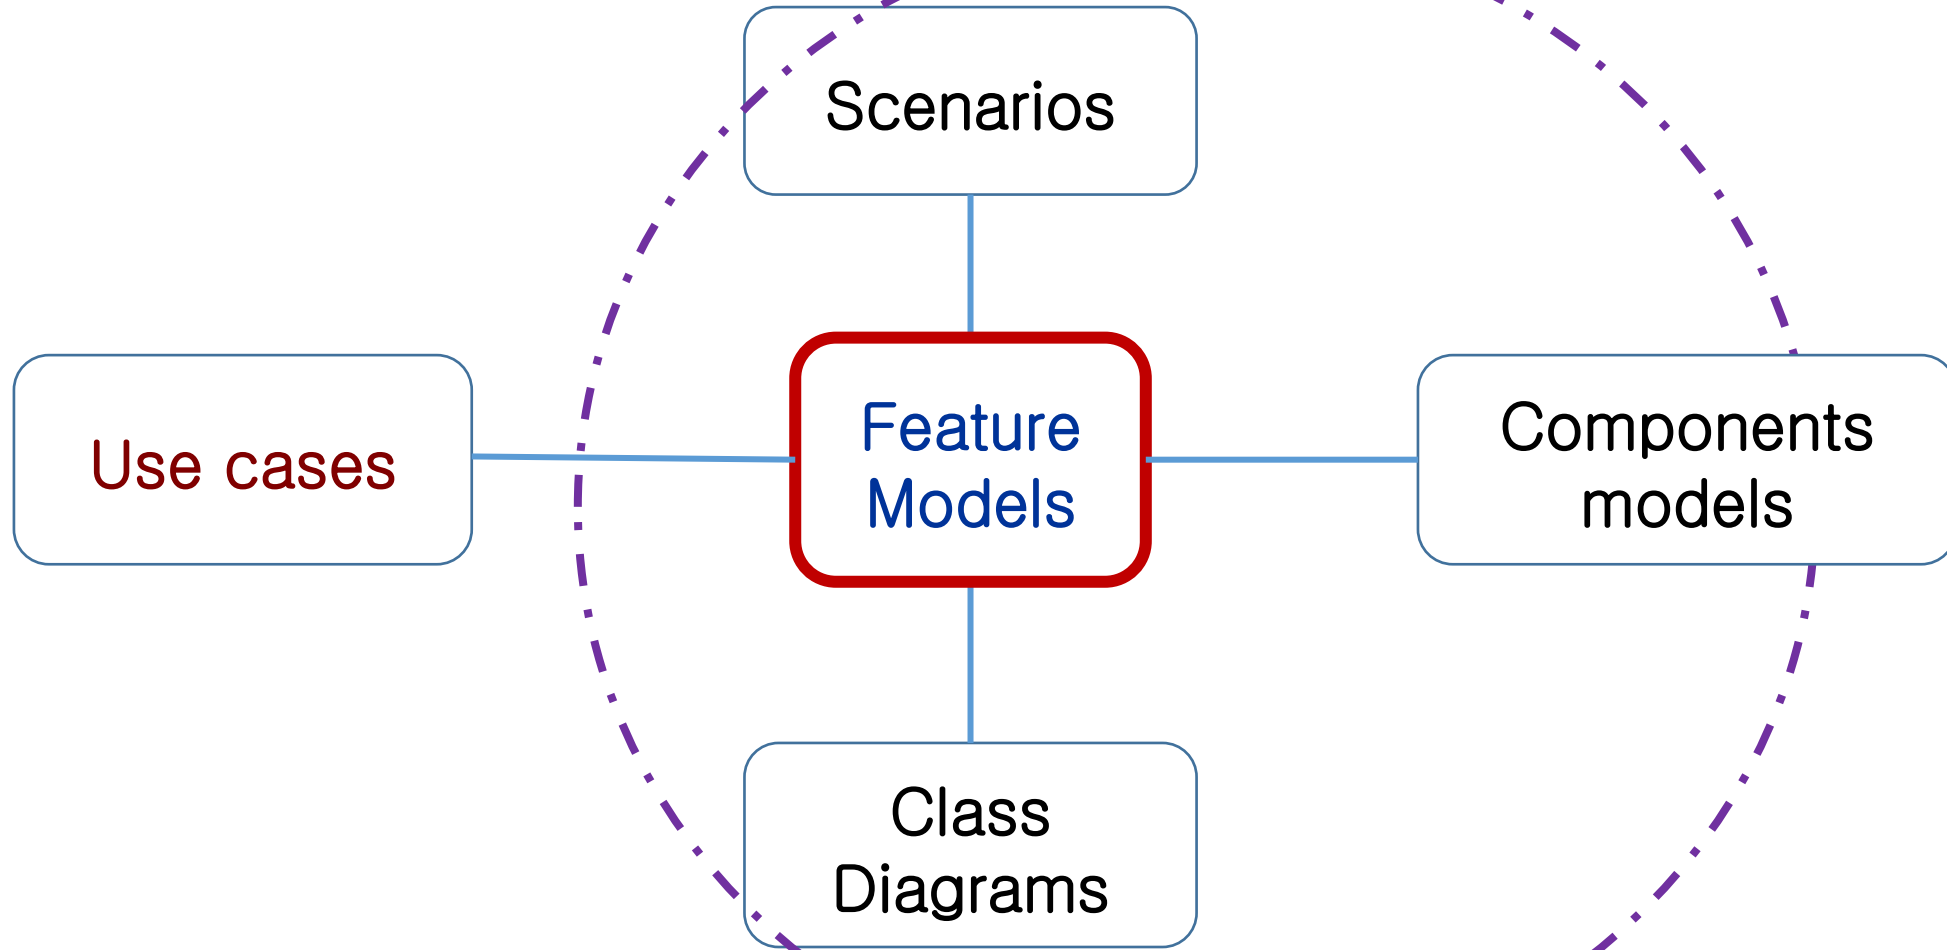 Scenarios
Use cases
Feature
Models
Components
models
Class
Diagrams